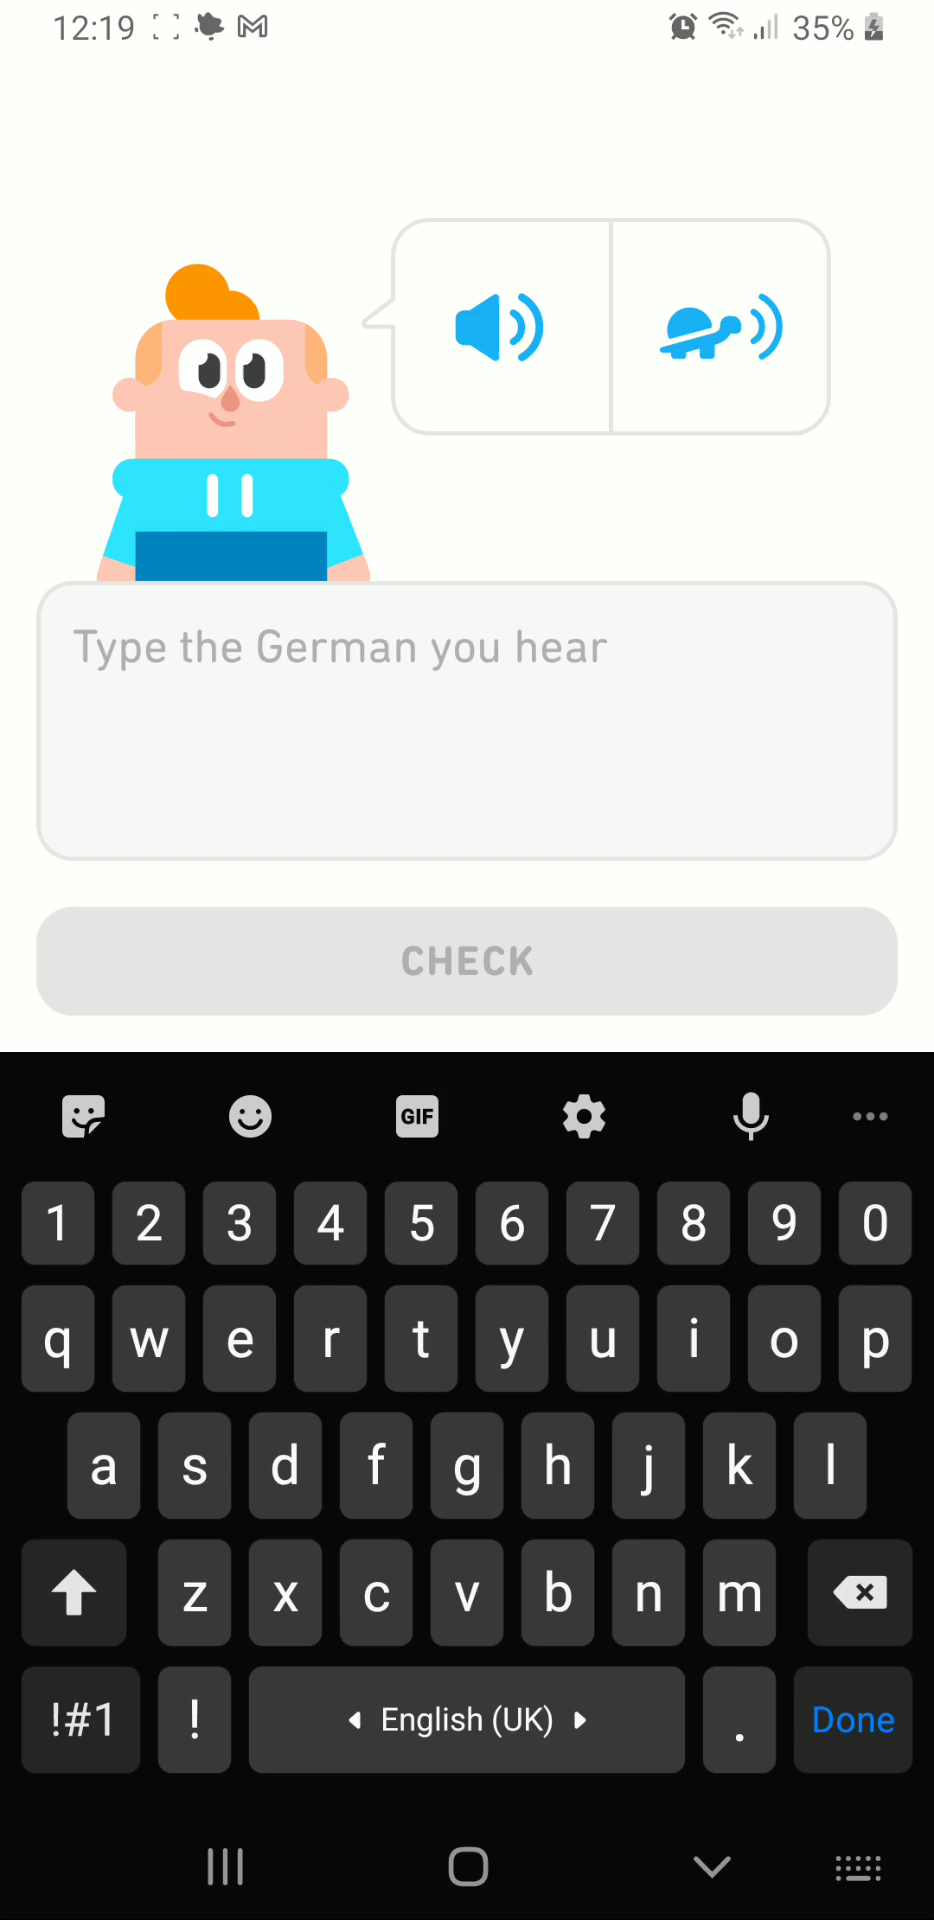 12:19 35%
Type the German you hear
CHECK
GIF
1 2 3 4 5 6 7 8 9 0
q w e r t y u i o p
a s d f g h j k l
z x c v b n m
!#1 ! English (UK) . Done